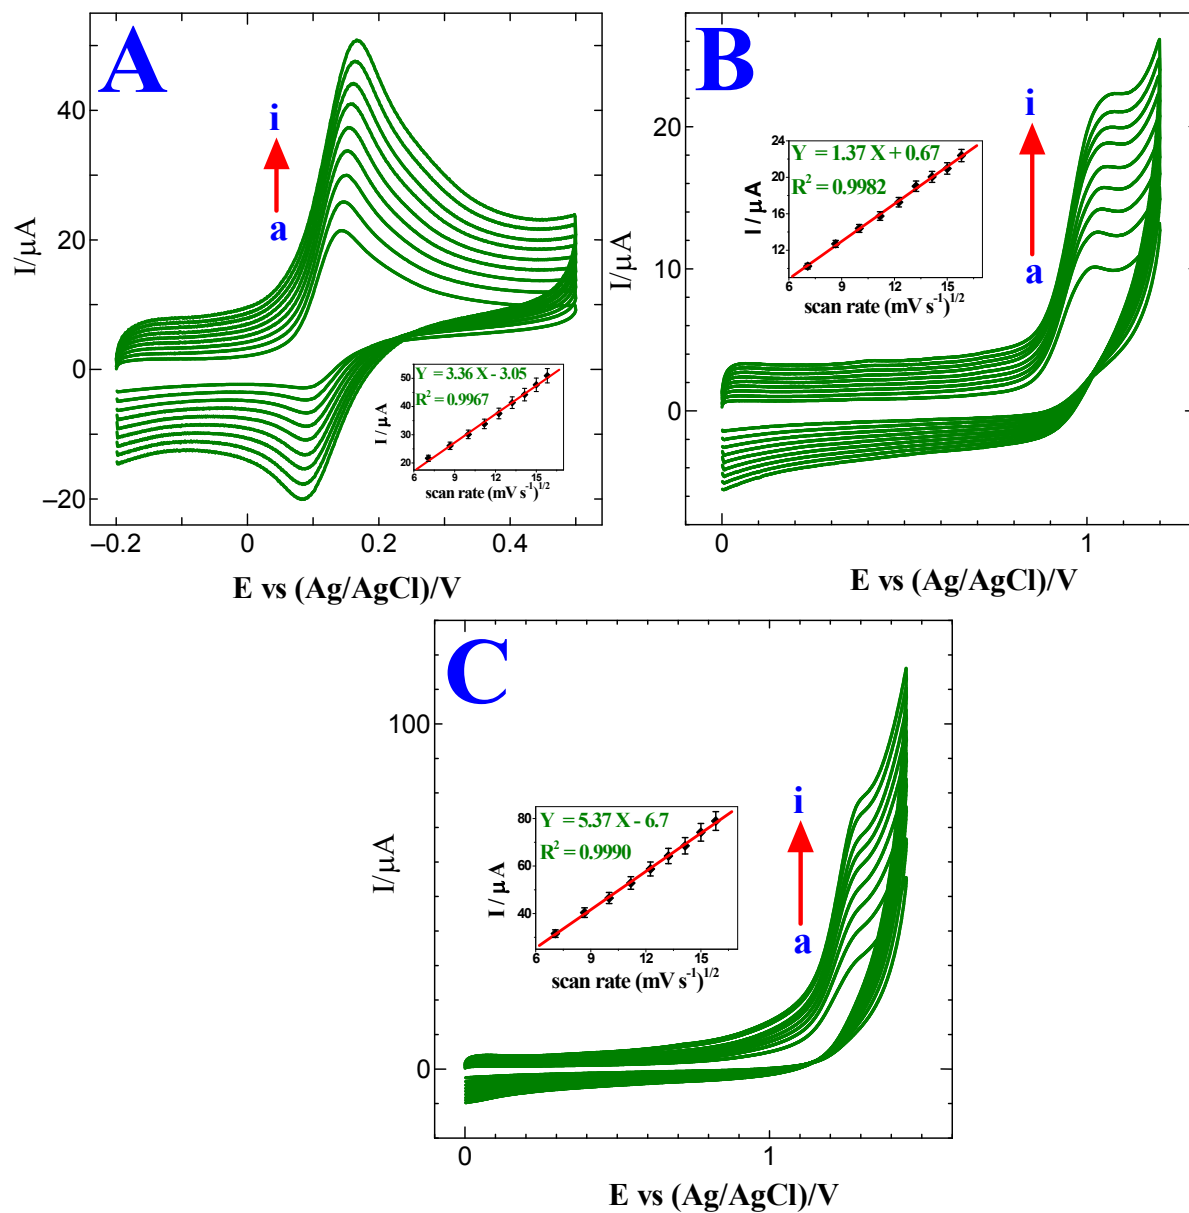 A
i
a
I/μA
40
20
0
−20
−0.2
0
0.2
0.4
E vs (Ag/AgCl)/V
Y = 3.36 X - 3.05
R² = 0.9967
I / μ A
50
40
30
20
6
9
12
15
scan rate (mV s⁻¹)¹/²
B
i
a
I/μA
20
10
0
0
1
E vs (Ag/AgCl)/V
Y = 1.37 X + 0.67
R² = 0.9982
I / μA
24
20
16
12
6
9
12
15
scan rate (mV s⁻¹)¹/²
C
i
a
I/μA
100
0
0
1
E vs (Ag/AgCl)/V
Y = 5.37 X - 6.7
R² = 0.9990
I / μ A
80
60
40
6
9
12
15
scan rate (mV s⁻¹)¹/²